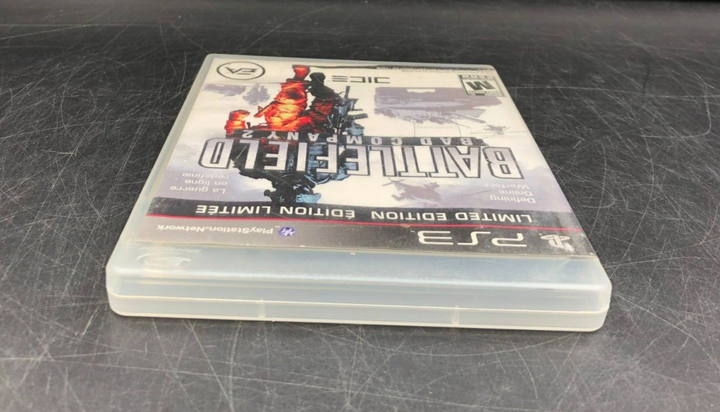 PS3
PlayStation.Network
LIMITED EDITION ÉDITION LIMITÉE
Defining
Online
Warfare
La guerre
en ligne
redéfinie
BATTLEFIELD
BAD COMPANY 2
M
DICE
EA